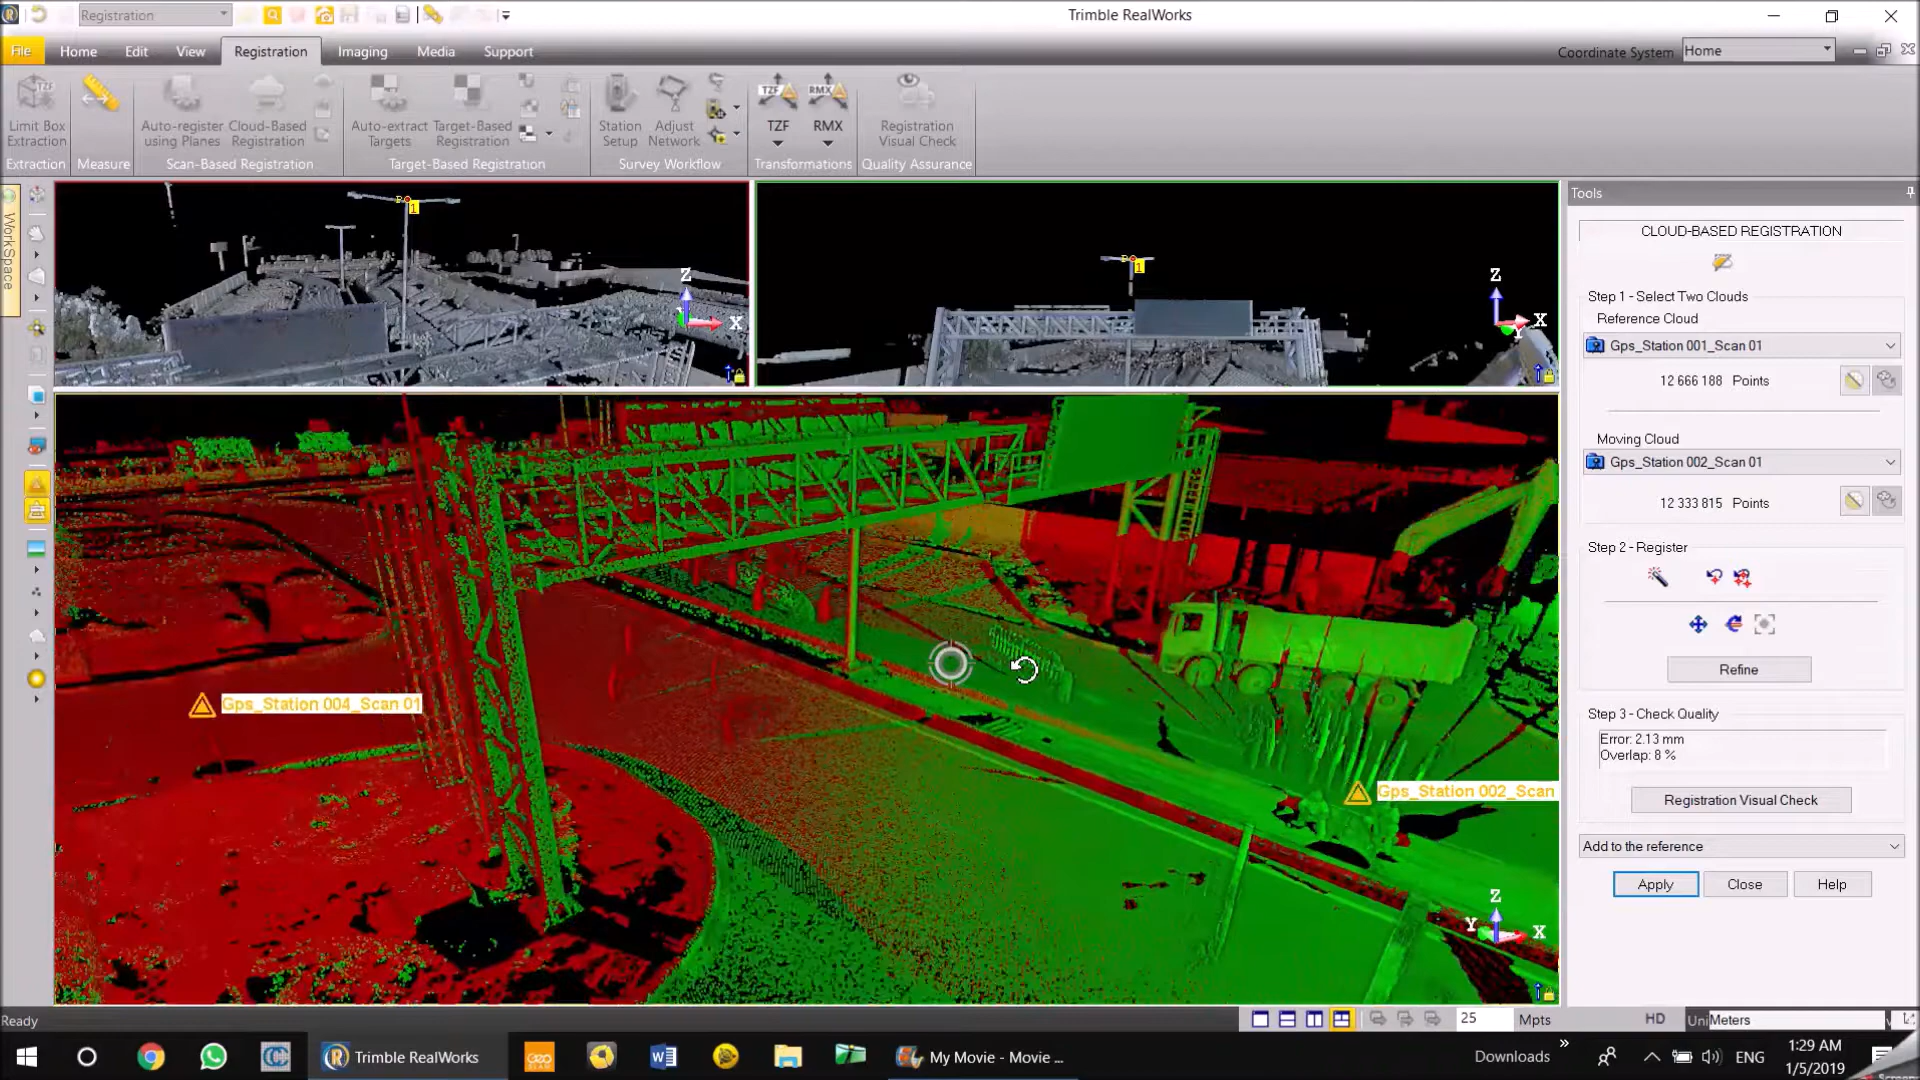 Registration
Trimble RealWorks
File
Home
Edit
View
Registration
Imaging
Media
Support
Coordinate System
Home
TZF
TZF
RMX
Limit Box
Extraction
Auto-register
using Planes
Cloud-Based
Registration
Auto-extract
Targets
Target-Based
Registration
Station
Setup
Adjust
Network
TZF
RMX
Registration
Visual Check
Extraction
Measure
Scan-Based Registration
Target-Based Registration
Survey Workflow
Transformations
Quality Assurance
WorkSpace
1
Z
X
1
Z
X
Y
Gps_Station 004_Scan 01
Gps_Station 002_Scan
Z
Y
X
Tools
CLOUD-BASED REGISTRATION
Step 1 - Select Two Clouds
Reference Cloud
Gps_Station 001_Scan 01
12 666 188 Points
Moving Cloud
Gps_Station 002_Scan 01
12 333 815 Points
Step 2 - Register
Refine
Step 3 - Check Quality
Error: 2.13 mm
Overlap: 8 %
Registration Visual Check
Add to the reference
Apply
Close
Help
Ready
25
Mpts
HD
Uni
Meters
Trimble RealWorks
My Movie - Movie ...
Downloads
ENG
1:29 AM
1/5/2019